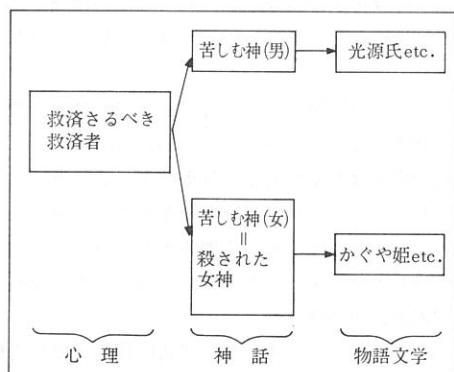 苦しむ神(男)
光源氏etc.
救済さるべき
救済者
苦しむ神(女)
=
殺された
女神
かぐや姫etc.
心 理
神 話
物語文学